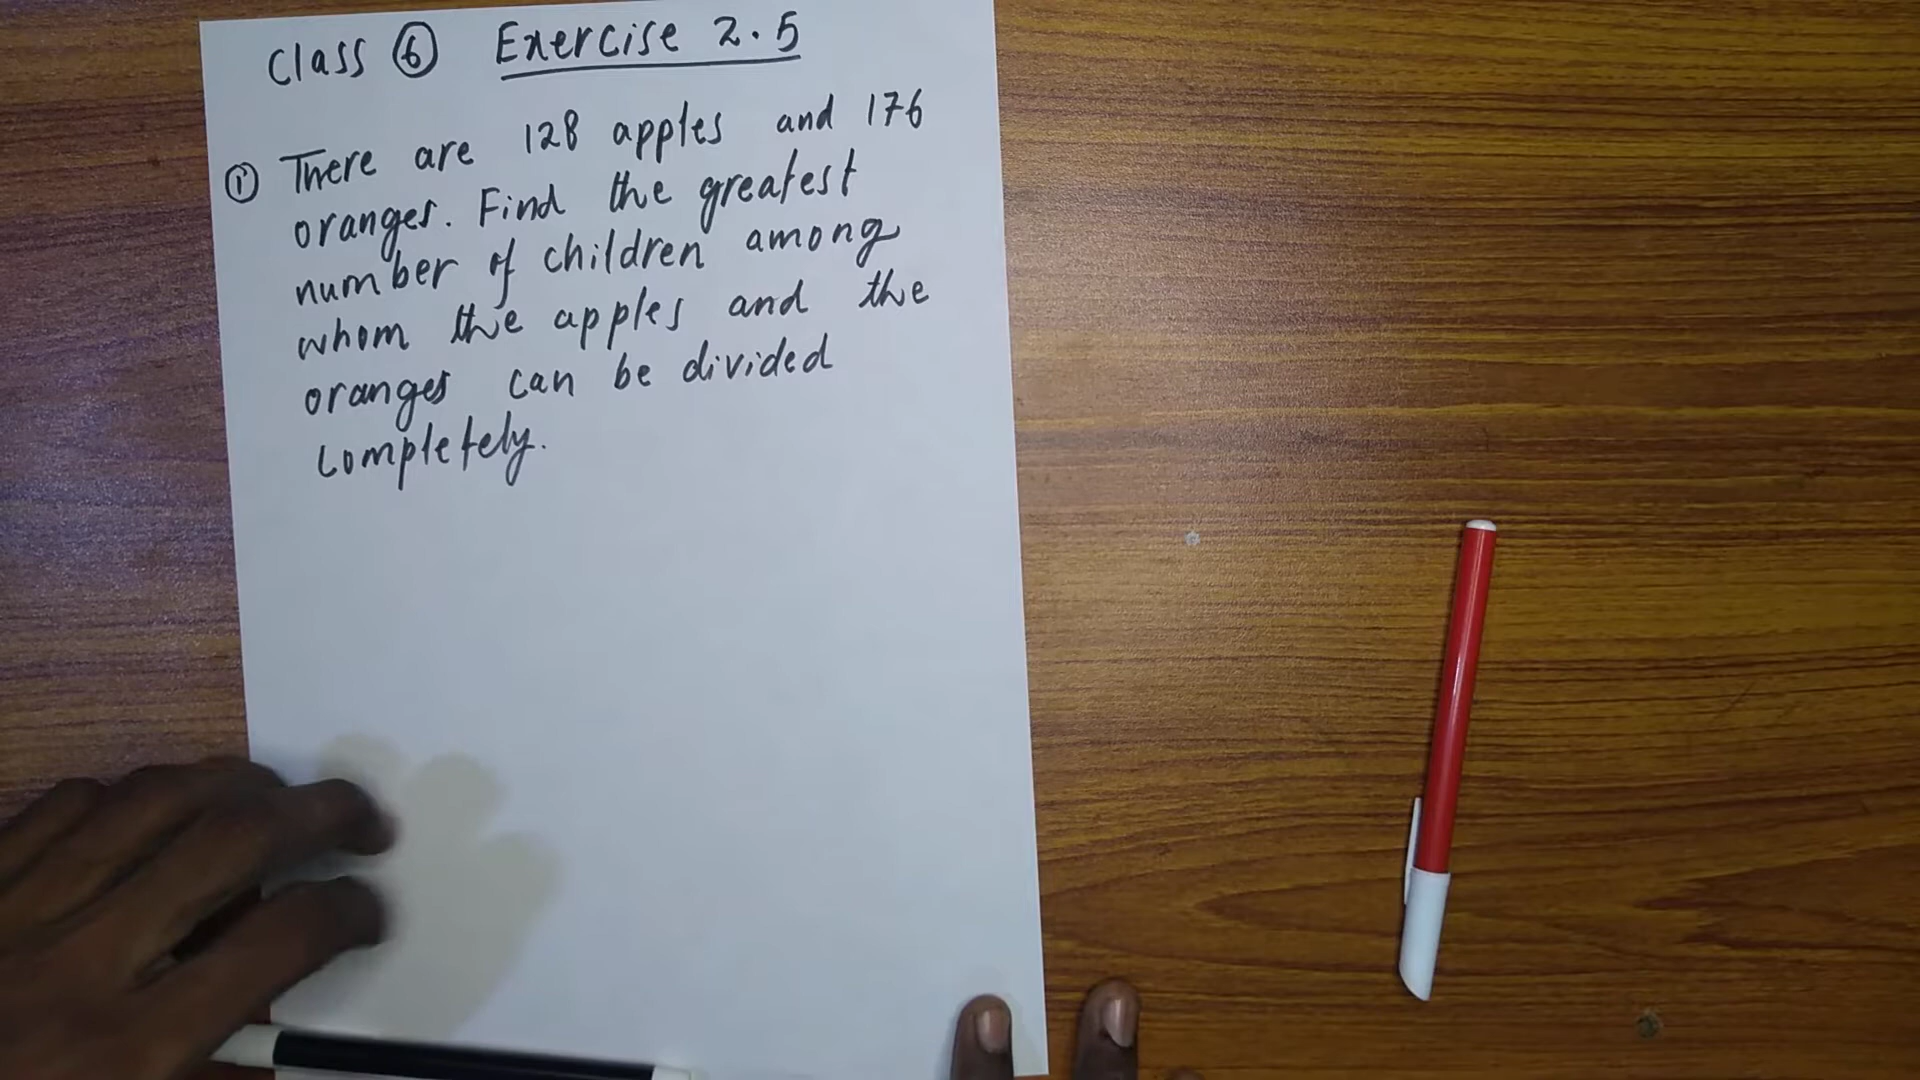 Class 6 Exercise 2.5
1 There are 128 apples and 176
oranges. Find the greatest
number of children among
whom the apples and the
oranges can be divided
completely.